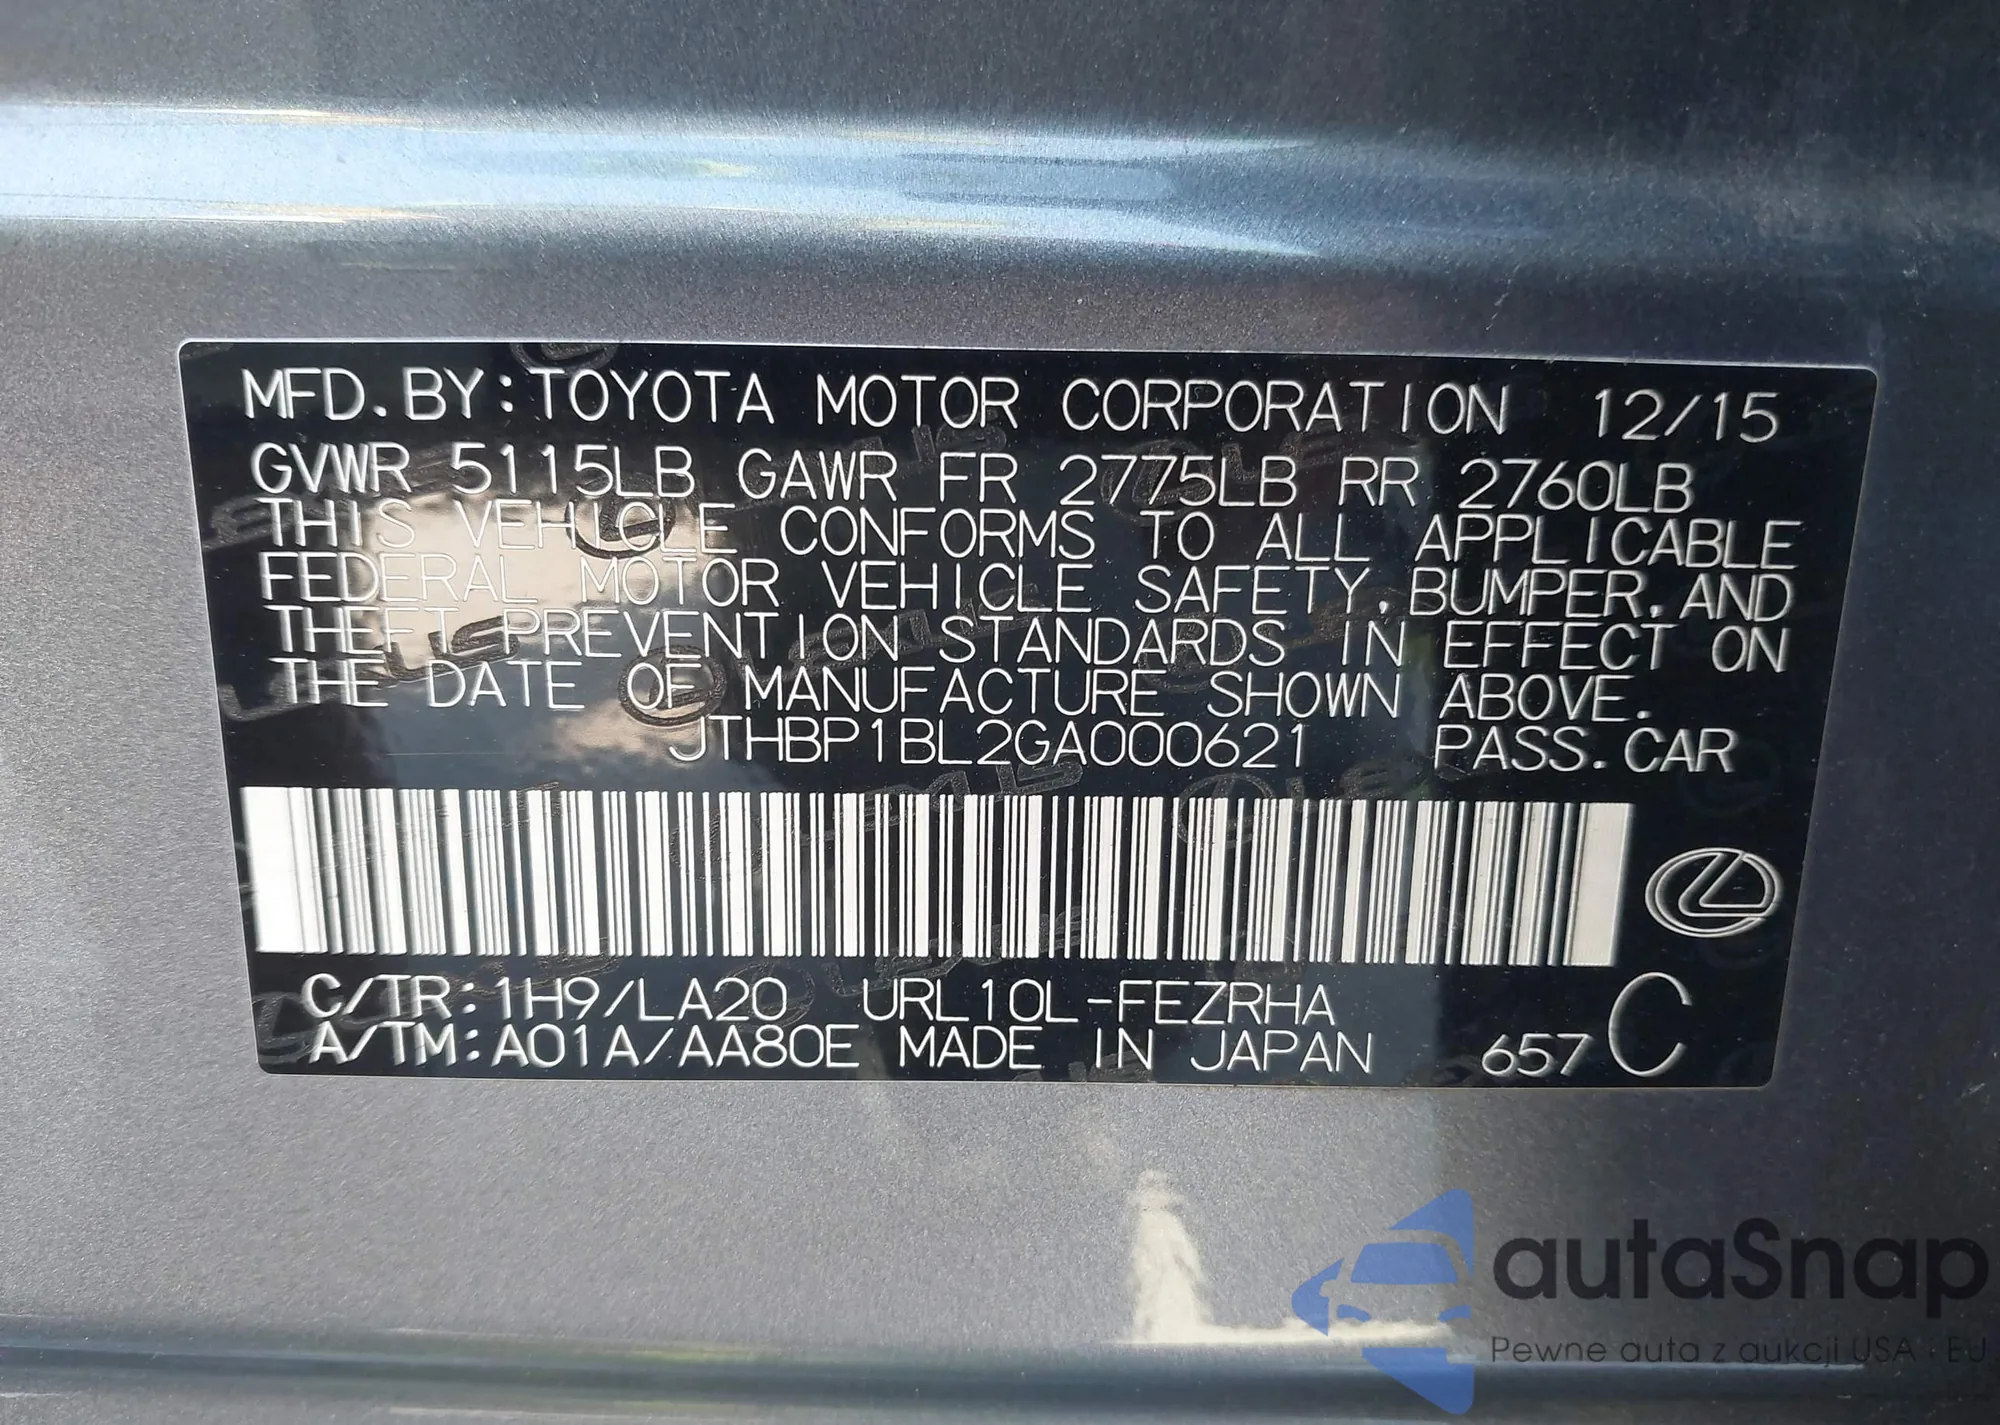 MFD. BY: TOYOTA MOTOR CORPORATION 12/15
GVWR 5115LB GAWR FR 2775LB RR 2760LB
THIS VEHICLE CONFORMS TO ALL APPLICABLE
FEDERAL MOTOR VEHICLE SAFETY, BUMPER, AND
THEFT PREVENTION STANDARDS IN EFFECT ON
THE DATE OF MANUFACTURE SHOWN ABOVE.
JTHBP1BL2GA000621 PASS. CAR
C/TR: 1H9/LA20 URL10L-FEZRHA
A/TM: A01A/AA80E MADE IN JAPAN 657 C
autaSnap
Pewne auta z aukcji USA i EU